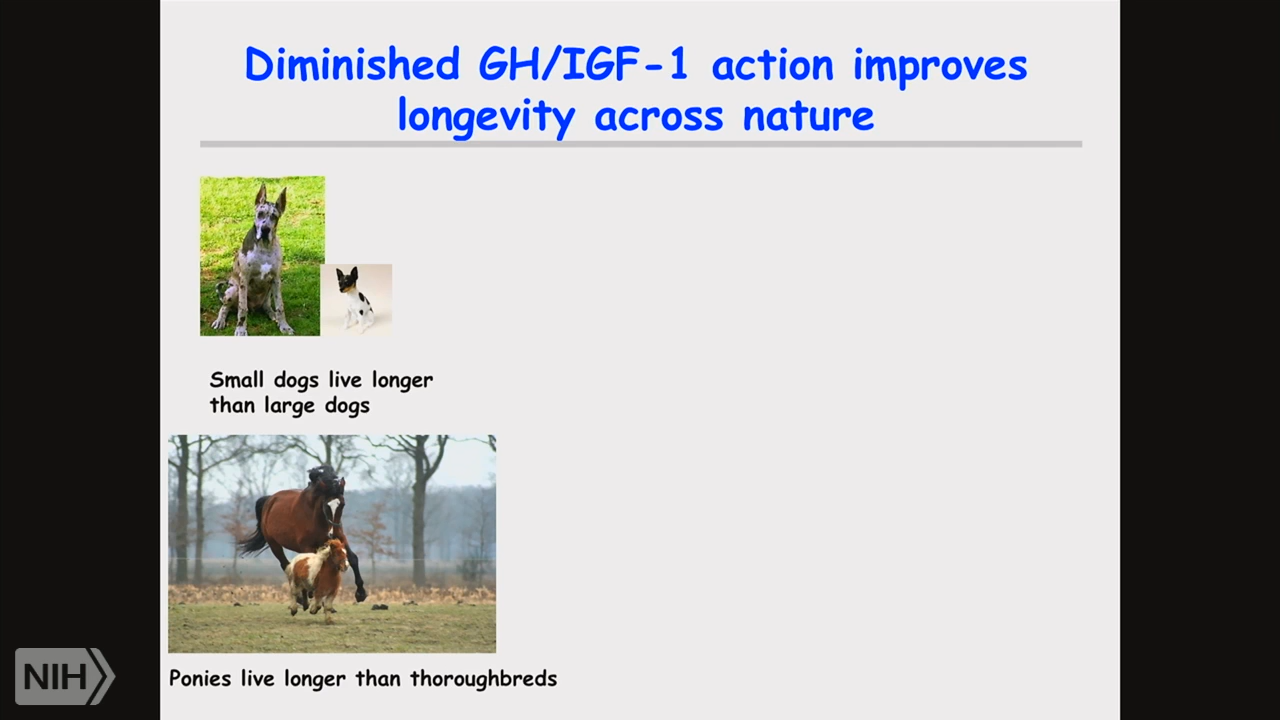 Diminished GH/IGF-1 action improves
longevity across nature
Small dogs live longer
than large dogs
Ponies live longer than thoroughbreds
NIH